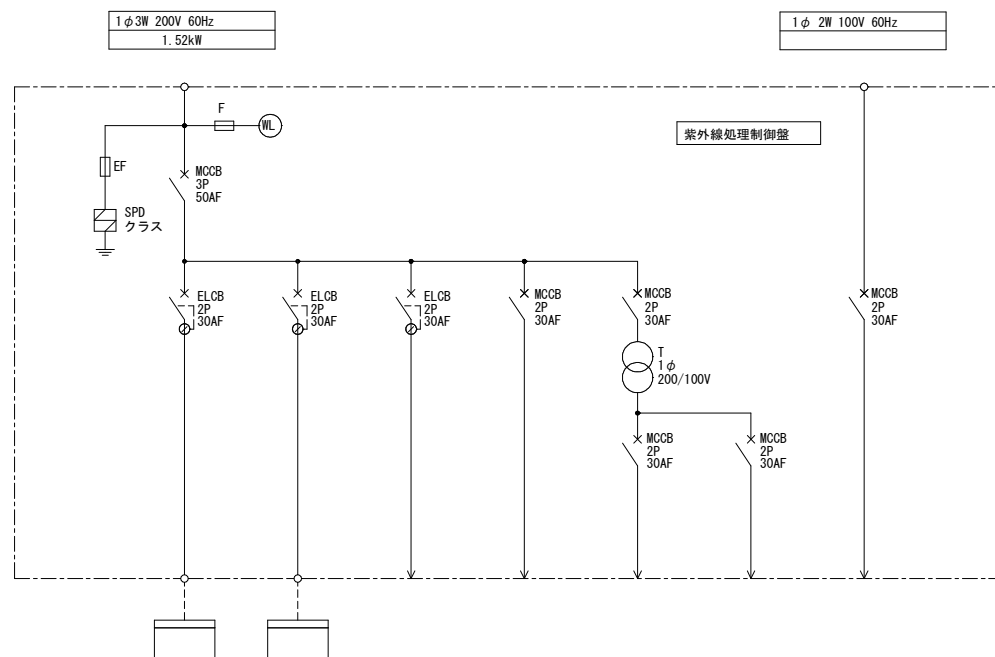 1φ3W 200V 60Hz
1.52kW
1φ 2W 100V 60Hz
F
WL
紫外線処理制御盤
EF
MCCB
3P
50AF
SPD
クラス
ELCB
2P
30AF
ELCB
2P
30AF
ELCB
2P
30AF
MCCB
2P
30AF
MCCB
2P
30AF
MCCB
2P
30AF
T
1φ
200/100V
MCCB
2P
30AF
MCCB
2P
30AF